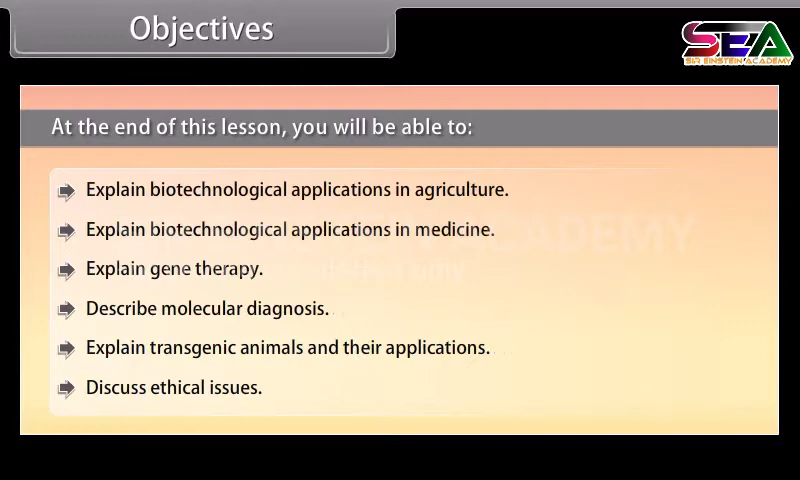 Objectives
SEA
SIR EINSTEIN ACADEMY
At the end of this lesson, you will be able to:
Explain biotechnological applications in agriculture.
Explain biotechnological applications in medicine.
Explain gene therapy.
Describe molecular diagnosis.
Explain transgenic animals and their applications.
Discuss ethical issues.